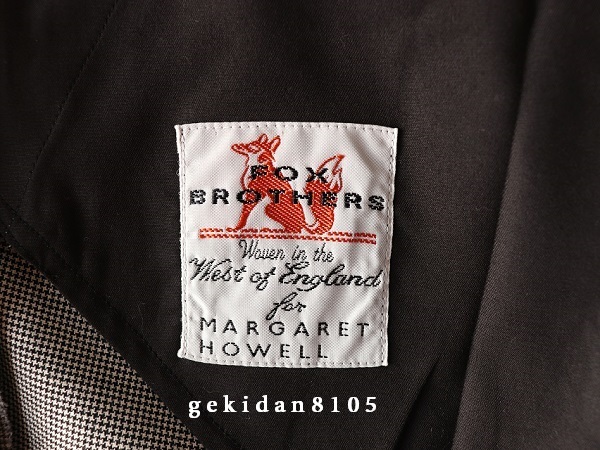 FOX
BROTHERS
Woven in the
West of England
for
MARGARET
HOWELL
gekidan8105